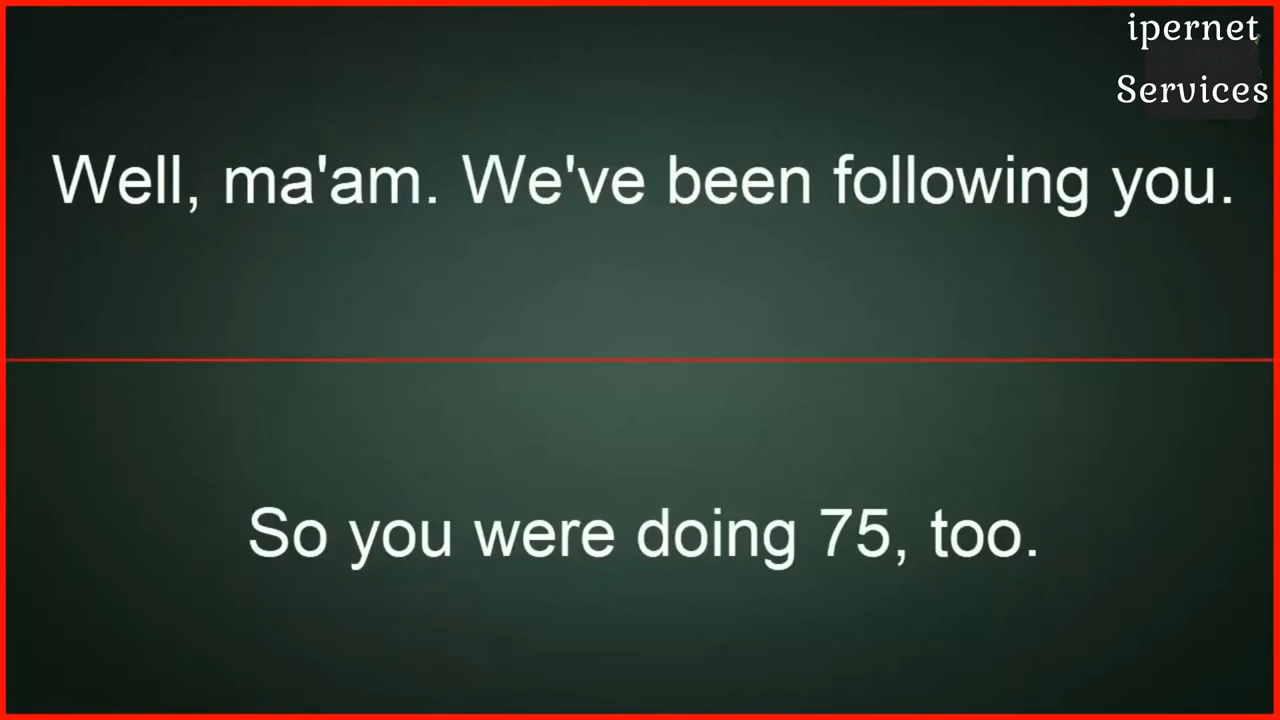 ipernet
Services
Well, ma'am. We've been following you.
So you were doing 75, too.